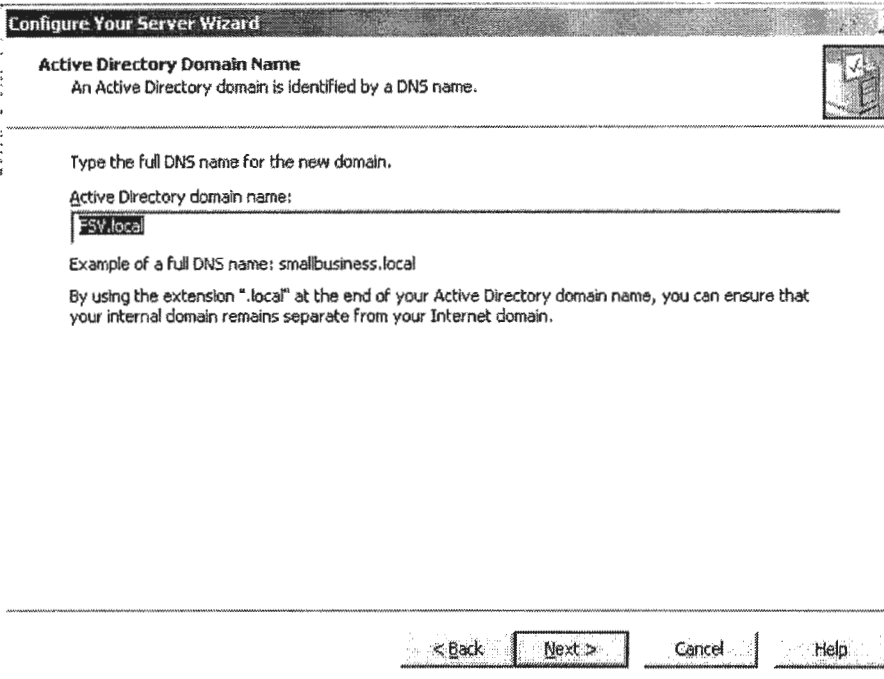 Configure Your Server Wizard
Active Directory Domain Name
An Active Directory domain is identified by a DNS name.
Type the full DNS name for the new domain.
Active Directory domain name:
FSV.local
Example of a full DNS name: smallbusiness.local
By using the extension ".local" at the end of your Active Directory domain name, you can ensure that
your internal domain remains separate from your Internet domain.
< Back Next > Cancel Help